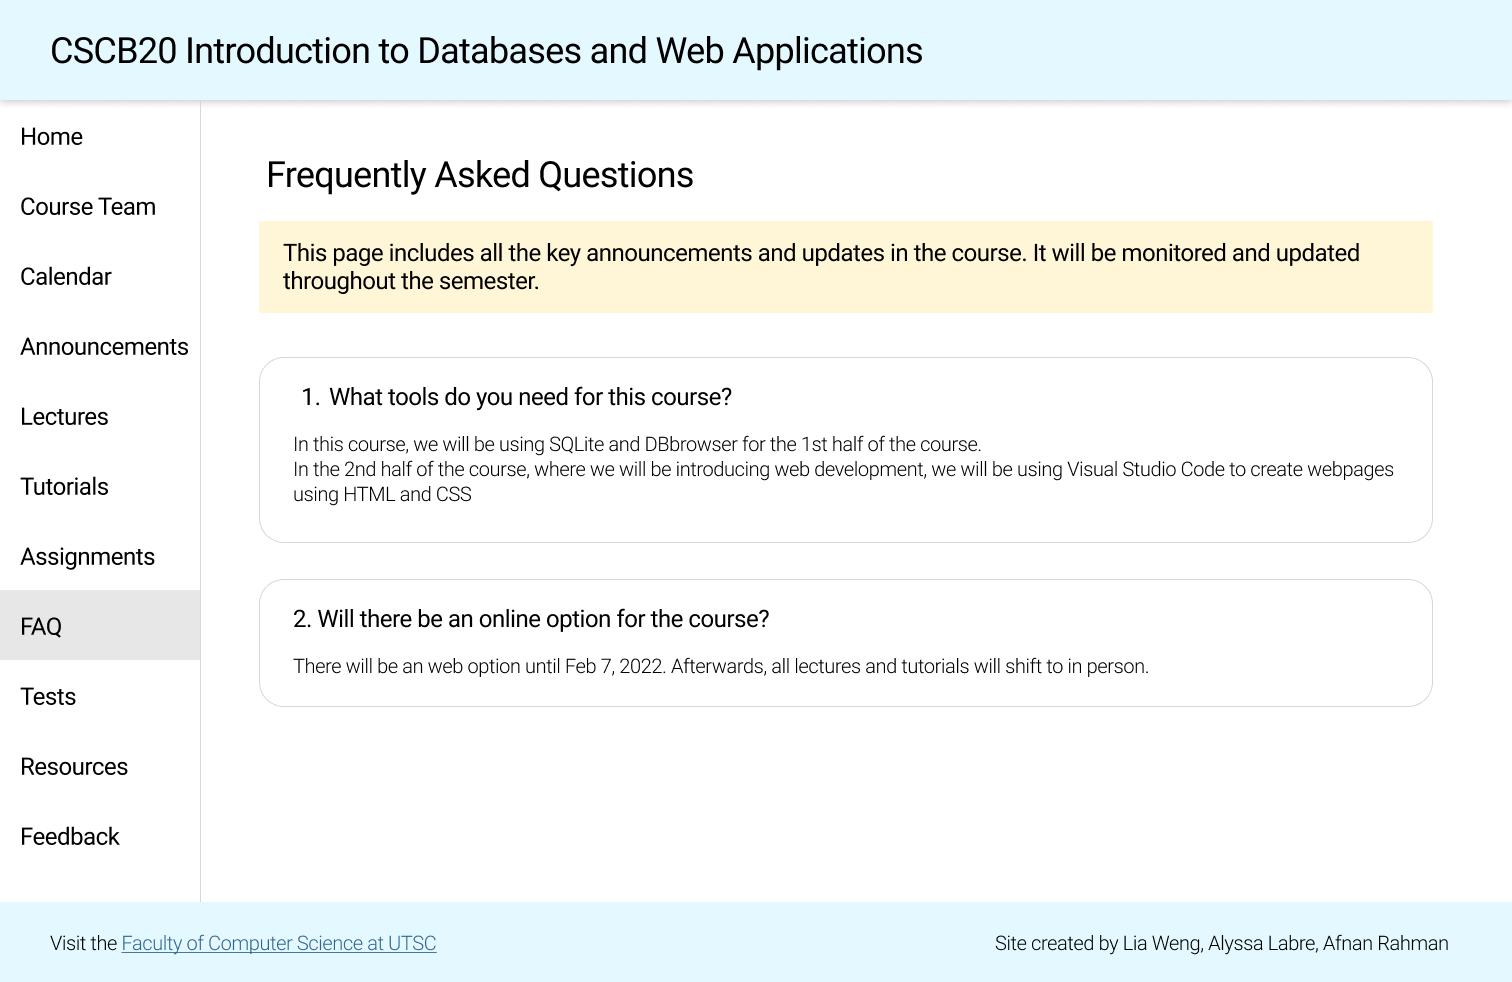 CSCB20 Introduction to Databases and Web Applications
Home
Course Team
Calendar
Announcements
Lectures
Tutorials
Assignments
FAQ
Tests
Resources
Feedback
Frequently Asked Questions
This page includes all the key announcements and updates in the course. It will be monitored and updated
throughout the semester.
1. What tools do you need for this course?
In this course, we will be using SQLite and DBbrowser for the 1st half of the course.
In the 2nd half of the course, where we will be introducing web development, we will be using Visual Studio Code to create webpages
using HTML and CSS
2. Will there be an online option for the course?
There will be an web option until Feb 7, 2022. Afterwards, all lectures and tutorials will shift to in person.
Visit the Faculty of Computer Science at UTSC
Site created by Lia Weng, Alyssa Labre, Afnan Rahman